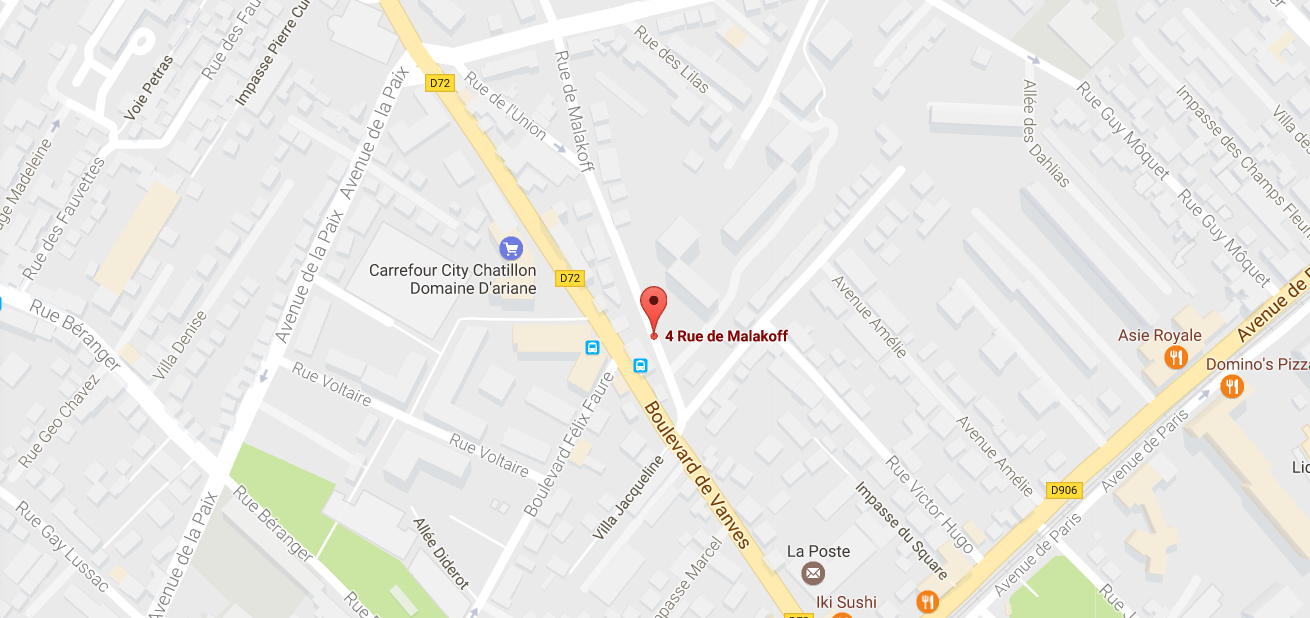 Rue des Fau
Impasse Pierre Cu
Voie Petras
Avenue de la Paix
D72
Rue de l'Union
Rue de Malakoff
Rue des Lilas
Allée des Dahlias
Rue Guy Môquet
Impasse des Champs Fleur
Villa de
ge Madeleine
Rue des Fauvettes
Avenue de la Paix
Rue Guy Môquet
Carrefour City Chatillon
Domaine D'ariane
D72
Rue Béranger
Villa Denise
4 Rue de Malakoff
Avenue Amélie
Asie Royale
Avenue de P
Domino's Pizza
Rue Geo Chavez
Rue Voltaire
Boulevard Félix Faure
Boulevard de Vanves
Rue Voltaire
Avenue Amélie
Avenue de Paris
Rue Victor Hugo
D906
Lic
Villa Jacqueline
Impasse du Square
Rue Gay Lussac
Rue Béranger
Avenue de la Paix
Allée Diderot
passe Marcel
La Poste
Avenue de Paris
Iki Sushi
Rue J
D72